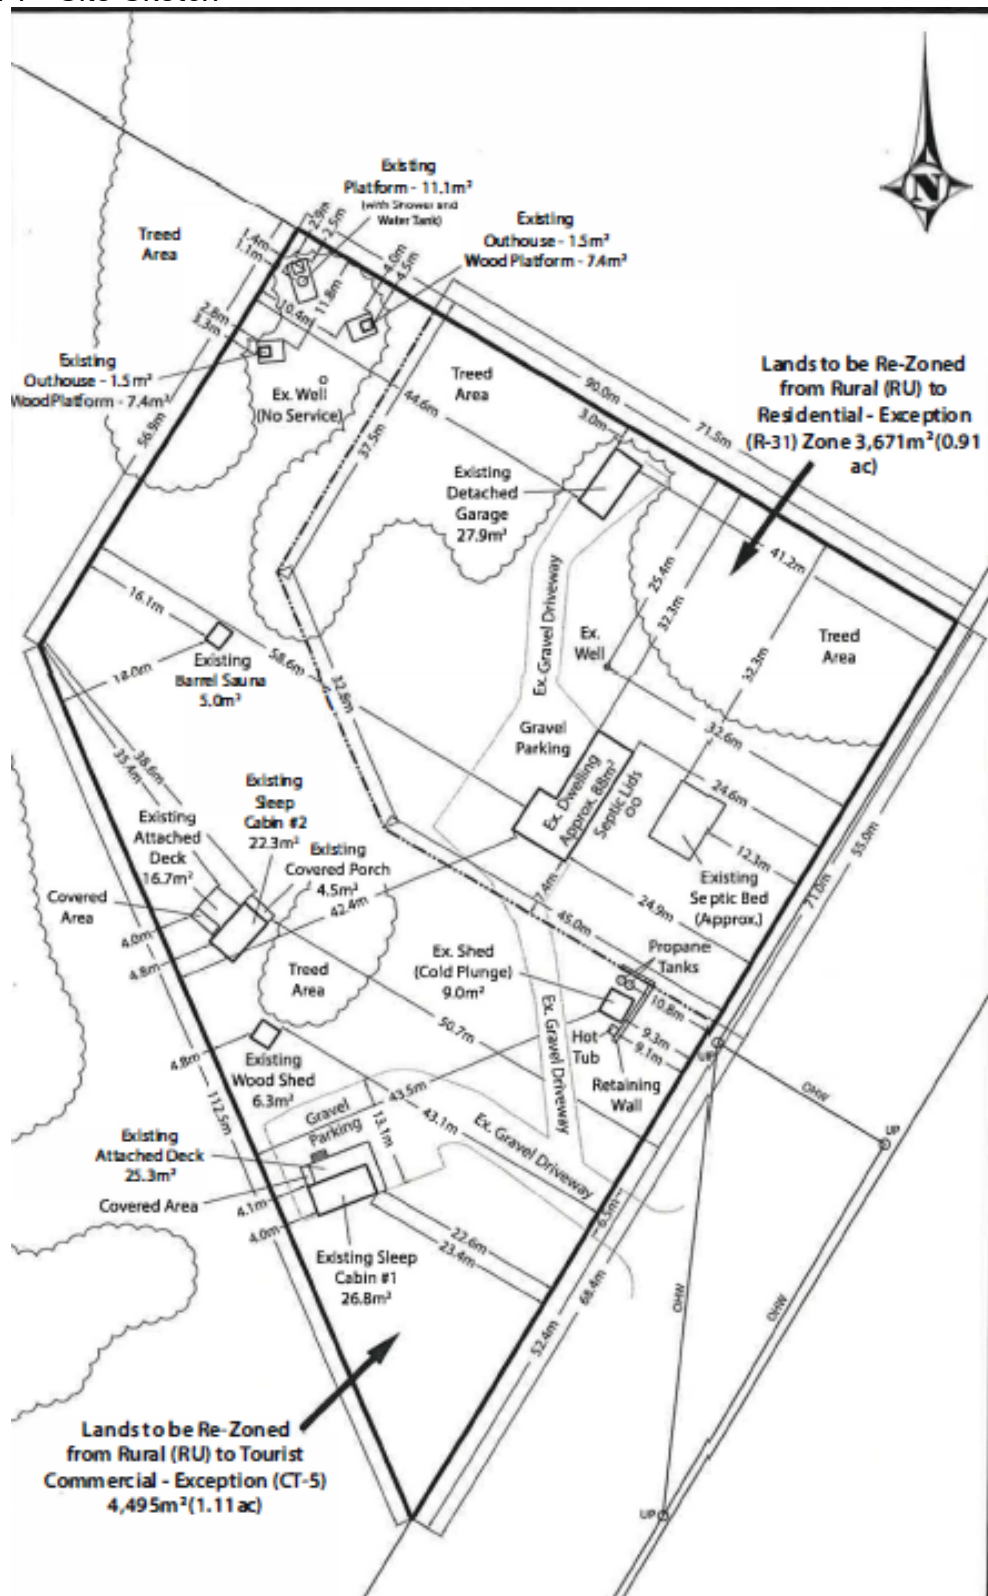 Existing
Platform - 11.1m²
(with Shower and
Water Tank)
Existing
Outhouse - 1.5m²
Wood Platform - 7.4m²
N
Treed
Area
2.9m
2.5m
1.4m
1.1m
4.0m
4.5m
11.8m
10.4m
2.8m
3.3m
Existing
Outhouse - 1.5m²
Wood Platform - 7.4m²
Ex. Well
(No Service)
56.9m
44.6m
37.5m
Treed
Area
90.0m
71.5m
3.0m
Lands to be Re-Zoned
from Rural (RU) to
Residential - Exception
(R-31) Zone 3,671m²(0.91
ac)
Existing
Detached
Garage
27.9m²
41.2m
25.4m
32.3m
32.3m
Ex. Gravel Driveway
Ex.
Well
Treed
Area
16.1m
18.0m
Existing
Barrel Sauna
5.0m²
58.6m
32.8m
Gravel
Parking
32.6m
Ex. Dwelling
Approx. 88m²
Septic Lids
24.6m
12.3m
Existing
Septic Bed
(Approx.)
55.0m
71.0m
38.6m
35.4m
Existing
Sleep
Cabin #2
22.3m²
Existing
Attached
Deck
16.7m²
Existing
Covered Porch
4.5m²
Covered
Area
4.0m
4.8m
42.4m
7.4m
24.9m
45.0m
Treed
Area
Ex. Shed
(Cold Plunge)
9.0m²
Propane
Tanks
10.8m
9.3m
9.1m
Hot
Tub
Retaining
Wall
Ex. Gravel Driveway
50.7m
UP
OHW
UP
4.8m
Existing
Wood Shed
6.3m²
112.5m
Gravel
Parking
43.5m
13.1m
43.1m
Ex. Gravel Driveway
Existing
Attached Deck
25.3m²
Covered Area
4.1m
4.0m
Existing Sleep
Cabin #1
26.8m²
22.6m
23.4m
6.5m
68.4m
52.4m
OHW
OHW
UP
Lands to be Re-Zoned
from Rural (RU) to Tourist
Commercial - Exception (CT-5)
4,495m²(1.11 ac)